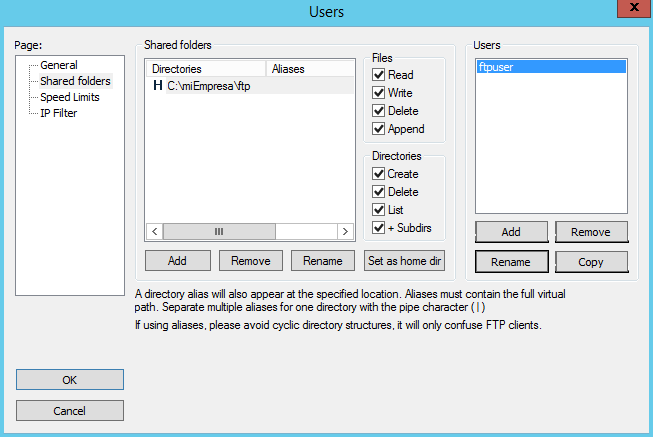 Users
x
Page:
General
Shared folders
Speed Limits
IP Filter
Shared folders
Directories Aliases
H C:\miEmpresa\ftp
Files
Read
Write
Delete
Append
Directories
Create
Delete
List
+ Subdirs
Add Remove Rename Set as home dir
Users
ftpuser
Add Remove
Rename Copy
A directory alias will also appear at the specified location. Aliases must contain the full virtual
path. Separate multiple aliases for one directory with the pipe character ( | )
If using aliases, please avoid cyclic directory structures, it will only confuse FTP clients.
OK
Cancel